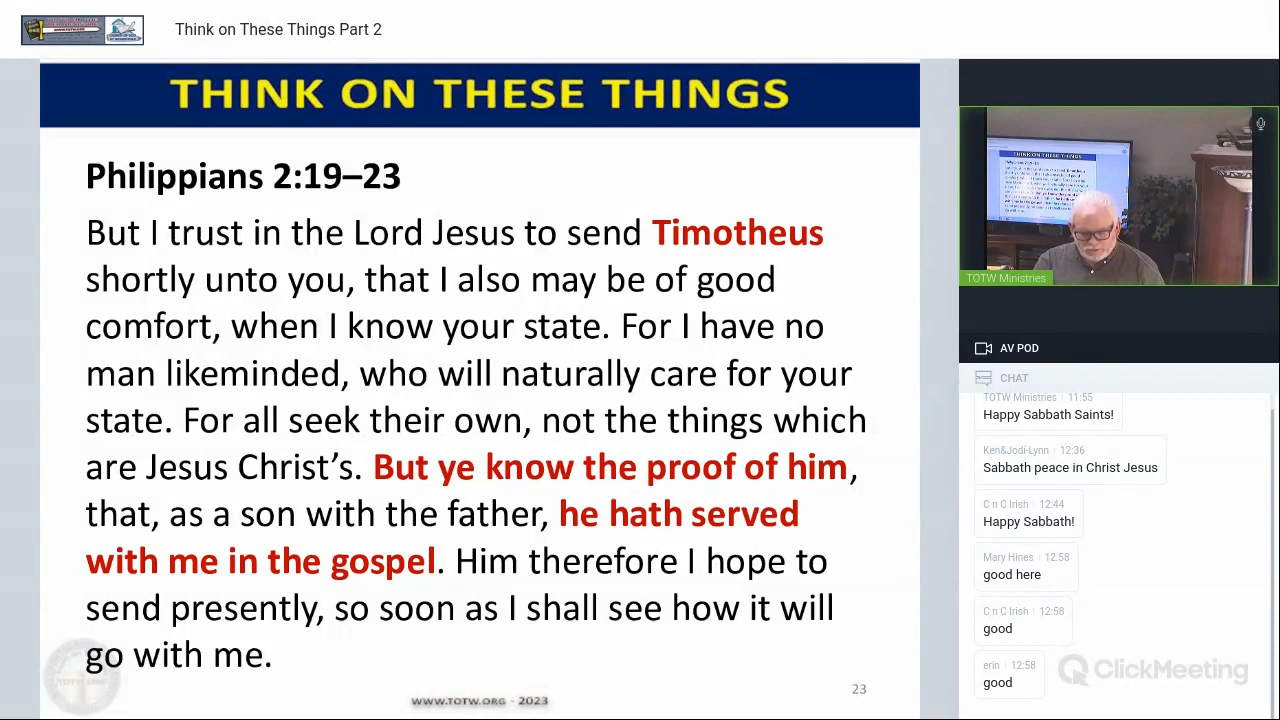 Think on These Things Part 2
THINK ON THESE THINGS
Philippians 2:19–23
But I trust in the Lord Jesus to send Timotheus
shortly unto you, that I also may be of good
comfort, when I know your state. For I have no
man likeminded, who will naturally care for your
state. For all seek their own, not the things which
are Jesus Christ’s. But ye know the proof of him,
that, as a son with the father, he hath served
with me in the gospel. Him therefore I hope to
send presently, so soon as I shall see how it will
go with me.
WWW.TOTW.ORG - 2023
23
THINK ON THESE THINGS
TOTW Ministries
AV POD
CHAT
TOTW Ministries 11:55
Happy Sabbath Saints!
Ken&Jodi-Lynn 12:36
Sabbath peace in Christ Jesus
C n C Irish 12:44
Happy Sabbath!
Mary Hines 12:58
good here
C n C Irish 12:58
good
erin 12:58
good
ClickMeeting